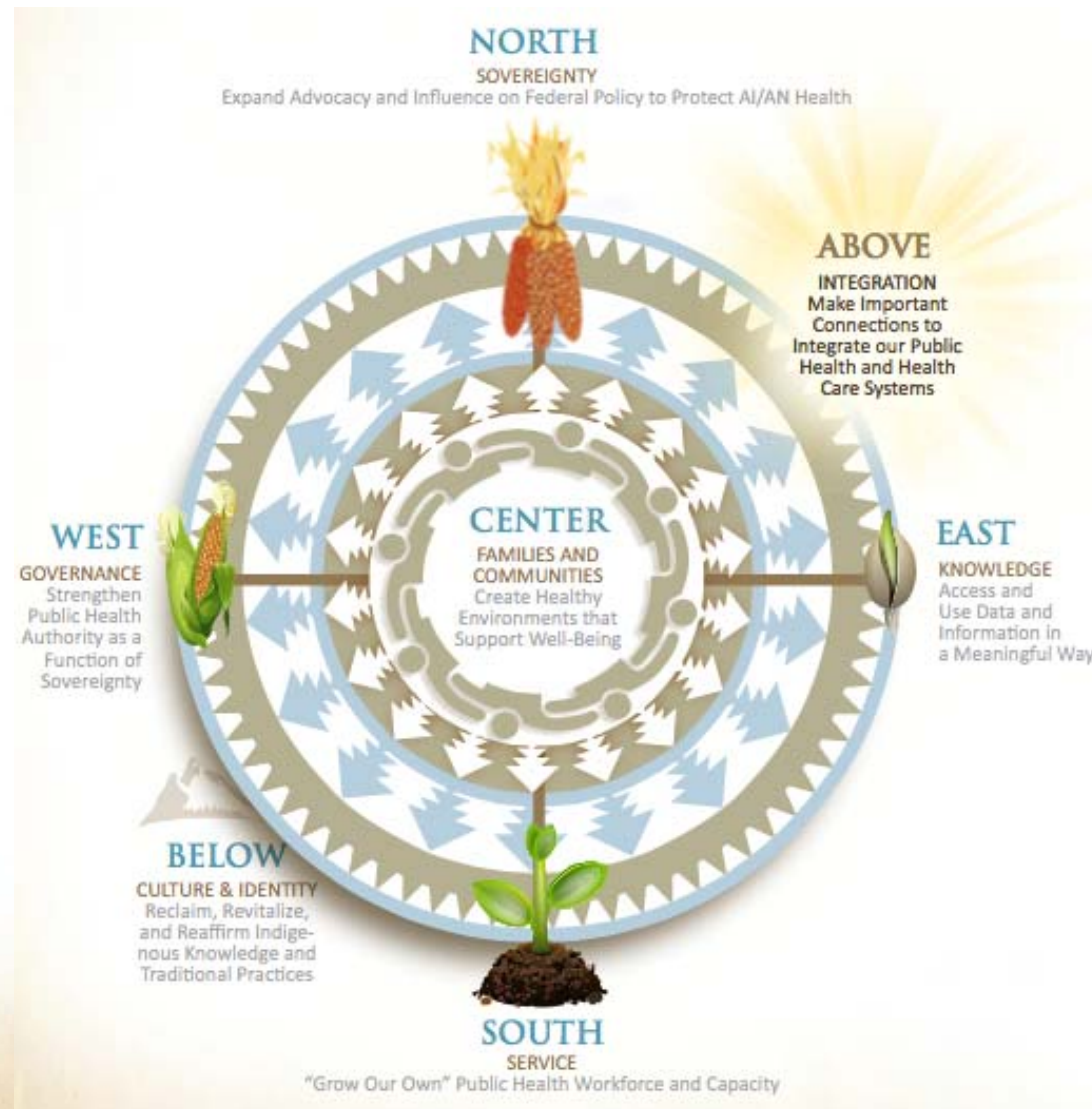 NORTH
SOVEREIGNTY
Expand Advocacy and Influence on Federal Policy to Protect AI/AN Health
ABOVE
INTEGRATION
Make Important
Connections to
Integrate our Public
Health and Health
Care Systems
WEST
GOVERNANCE
Strengthen
Public Health
Authority as a
Function of
Sovereignty
CENTER
FAMILIES AND
COMMUNITIES
Create Healthy
Environments that
Support Well-Being
EAST
KNOWLEDGE
Access and
Use Data and
Information in
a Meaningful Way
BELOW
CULTURE & IDENTITY
Reclaim, Revitalize,
and Reaffirm Indige-
nous Knowledge and
Traditional Practices
SOUTH
SERVICE
"Grow Our Own" Public Health Workforce and Capacity